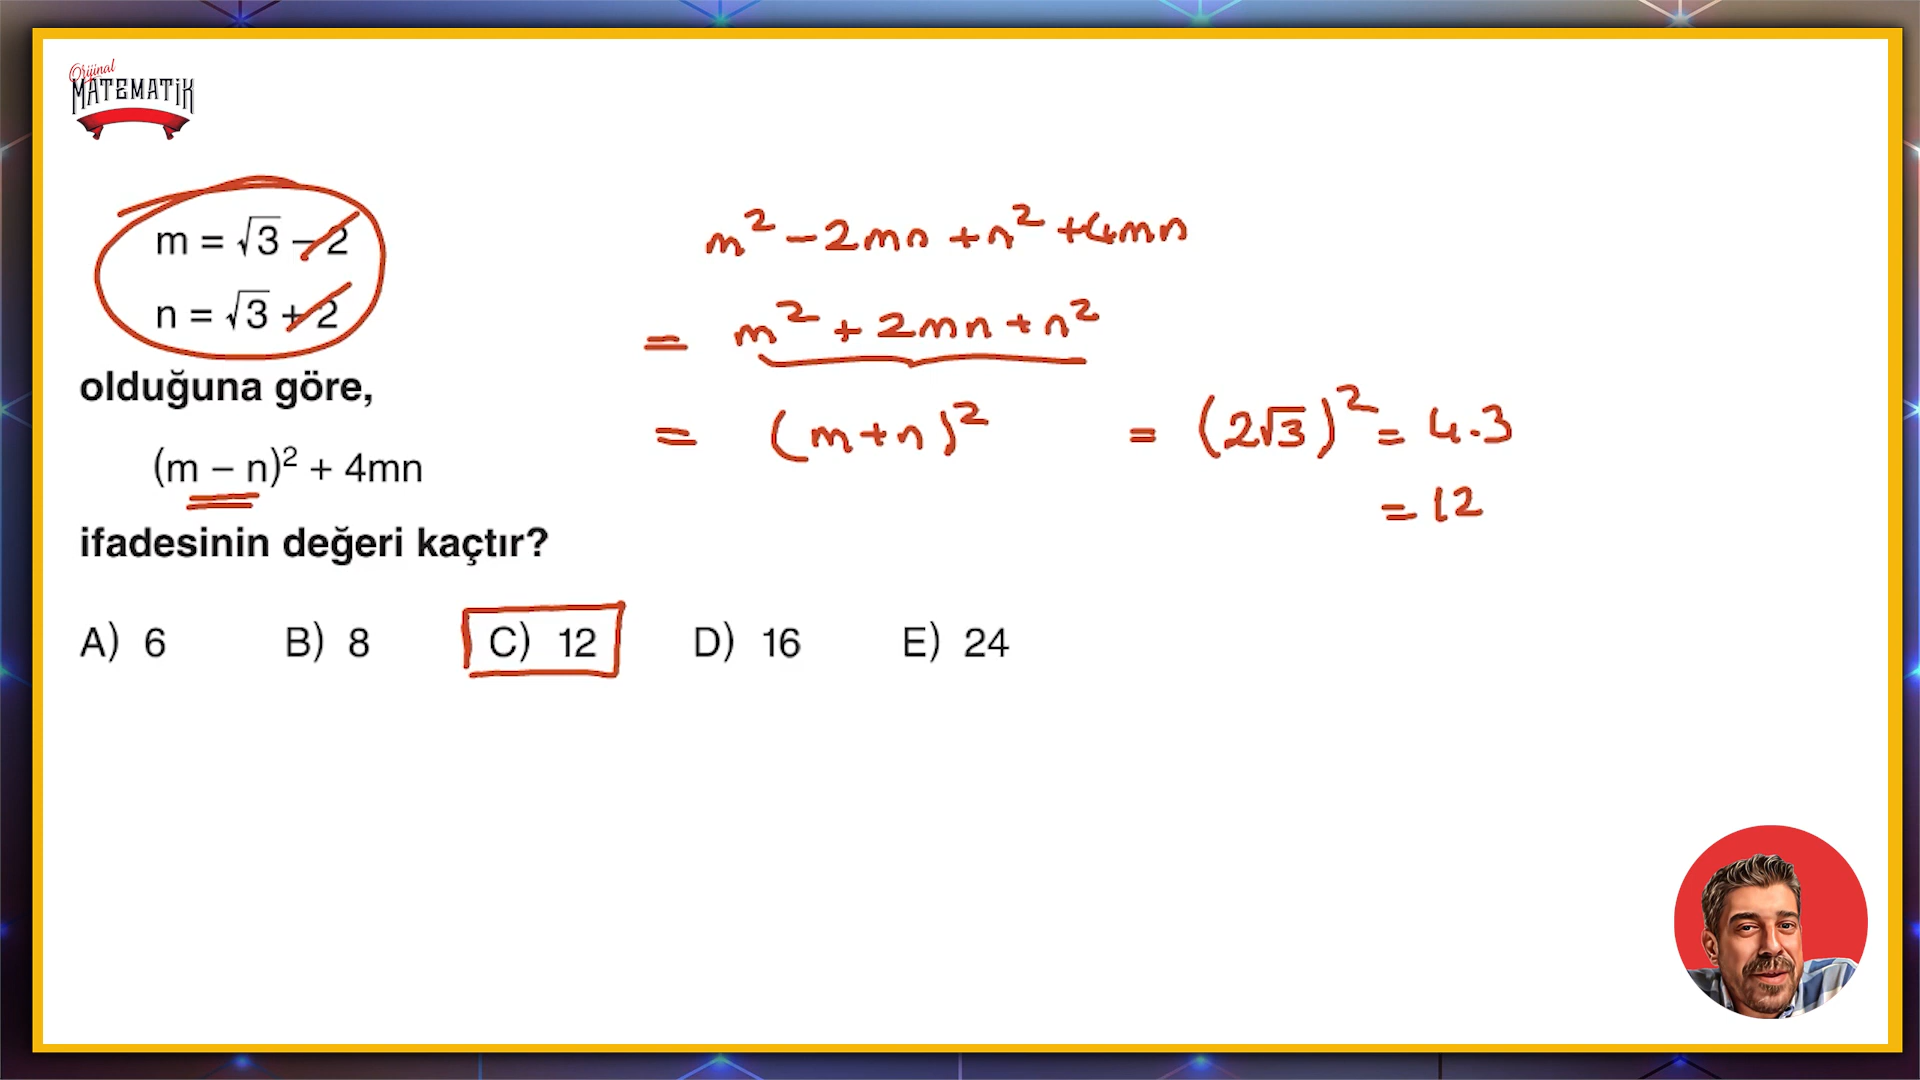 Orijinal
MATEMATİK
m = √3 – 2
n = √3 + 2
olduğuna göre,
(m – n)² + 4mn
ifadesinin değeri kaçtır?
A) 6 B) 8 C) 12 D) 16 E) 24
m² – 2mn + n² + 4mn
= m² + 2mn + n²
= (m+n)² = (2√3)² = 4.3
= 12